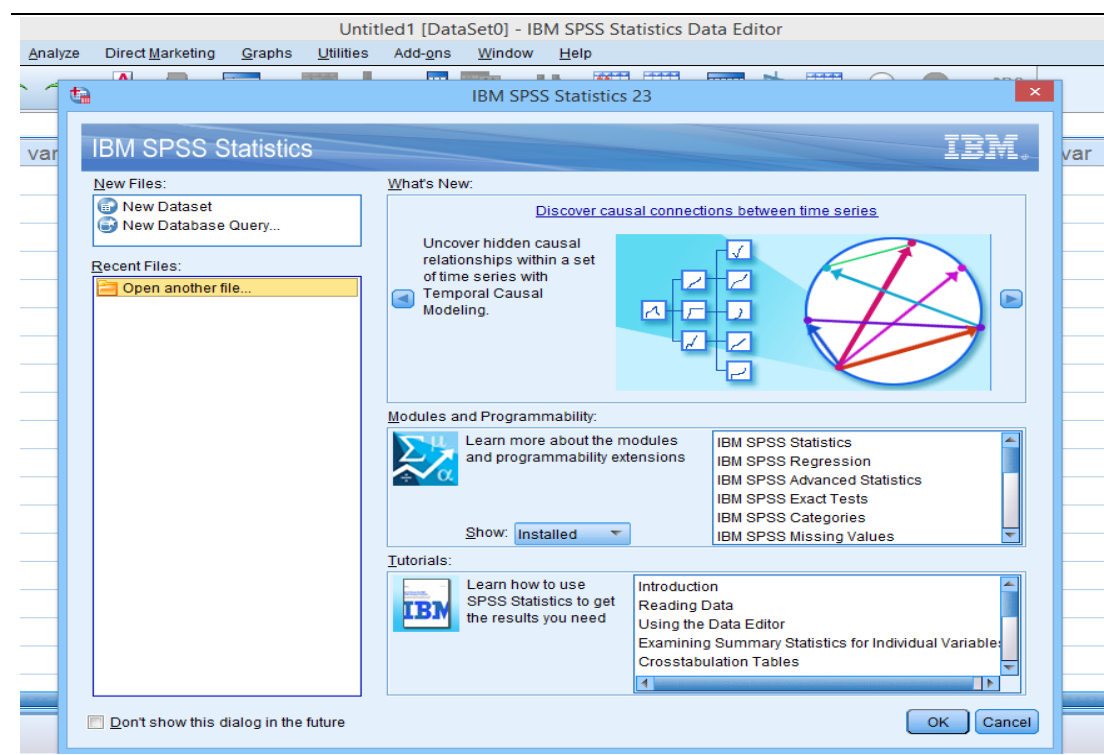 Untitled1 [DataSet0] - IBM SPSS Statistics Data Editor
Analyze Direct Marketing Graphs Utilities Add-ons Window Help
IBM SPSS Statistics 23
var
IBM SPSS Statistics
IBM
var
New Files:
New Dataset
New Database Query...
Recent Files:
Open another file...
What's New:
Discover causal connections between time series
Uncover hidden causal
relationships within a set
of time series with
Temporal Causal
Modeling.
Modules and Programmability:
Learn more about the modules
and programmability extensions
Show: Installed
IBM SPSS Statistics
IBM SPSS Regression
IBM SPSS Advanced Statistics
IBM SPSS Exact Tests
IBM SPSS Categories
IBM SPSS Missing Values
Tutorials:
IBM
Learn how to use
SPSS Statistics to get
the results you need
Introduction
Reading Data
Using the Data Editor
Examining Summary Statistics for Individual Variable
Crosstabulation Tables
Don't show this dialog in the future
OK Cancel